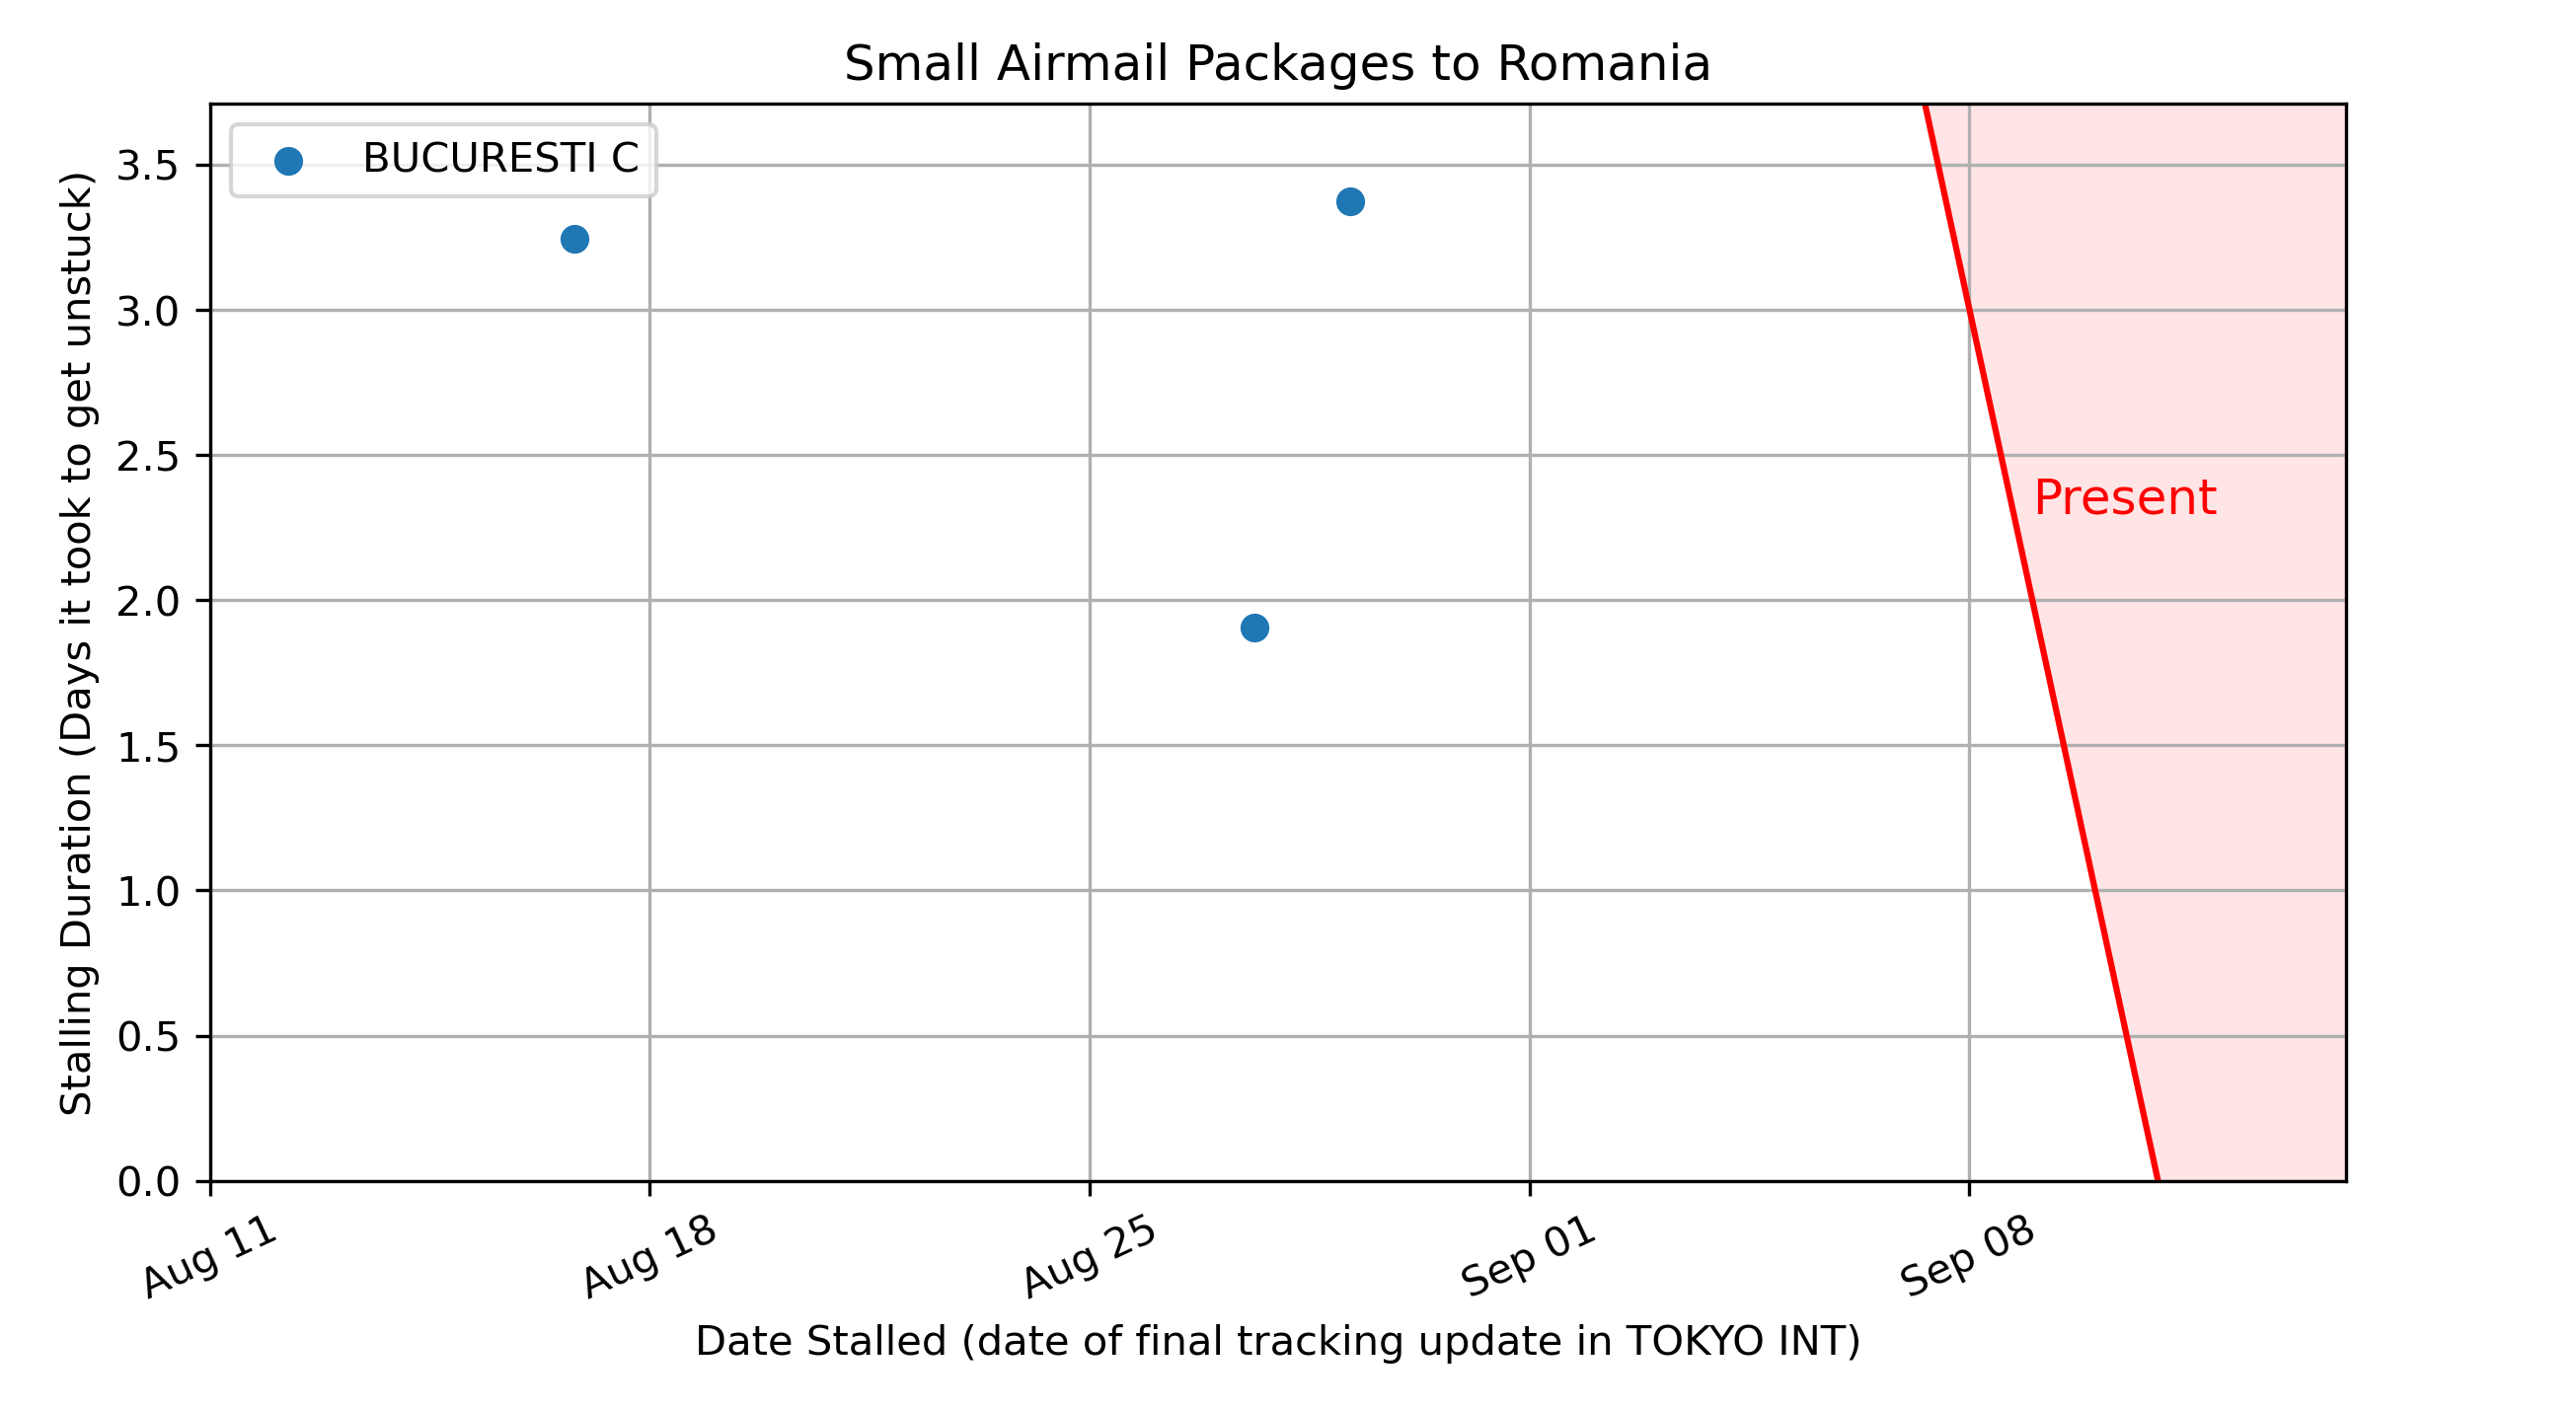 Small Airmail Packages to Romania
BUCURESTI C
Stalling Duration (Days it took to get unstuck)
3.5
3.0
2.5
2.0
1.5
1.0
0.5
0.0
Present
Aug 11
Aug 18
Aug 25
Sep 01
Sep 08
Date Stalled (date of final tracking update in TOKYO INT)